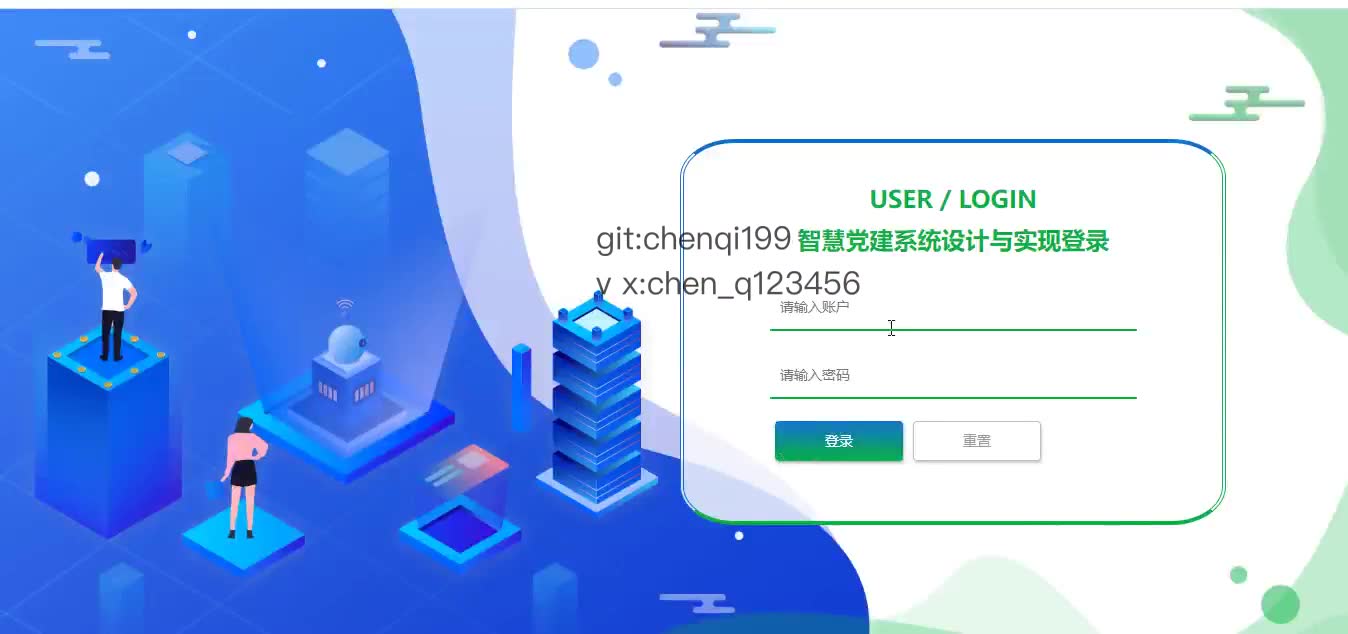 USER / LOGIN
git:chenqi199
智慧党建系统设计与实现登录
v x:chen_q123456
请输入账户
请输入密码
登录
重置